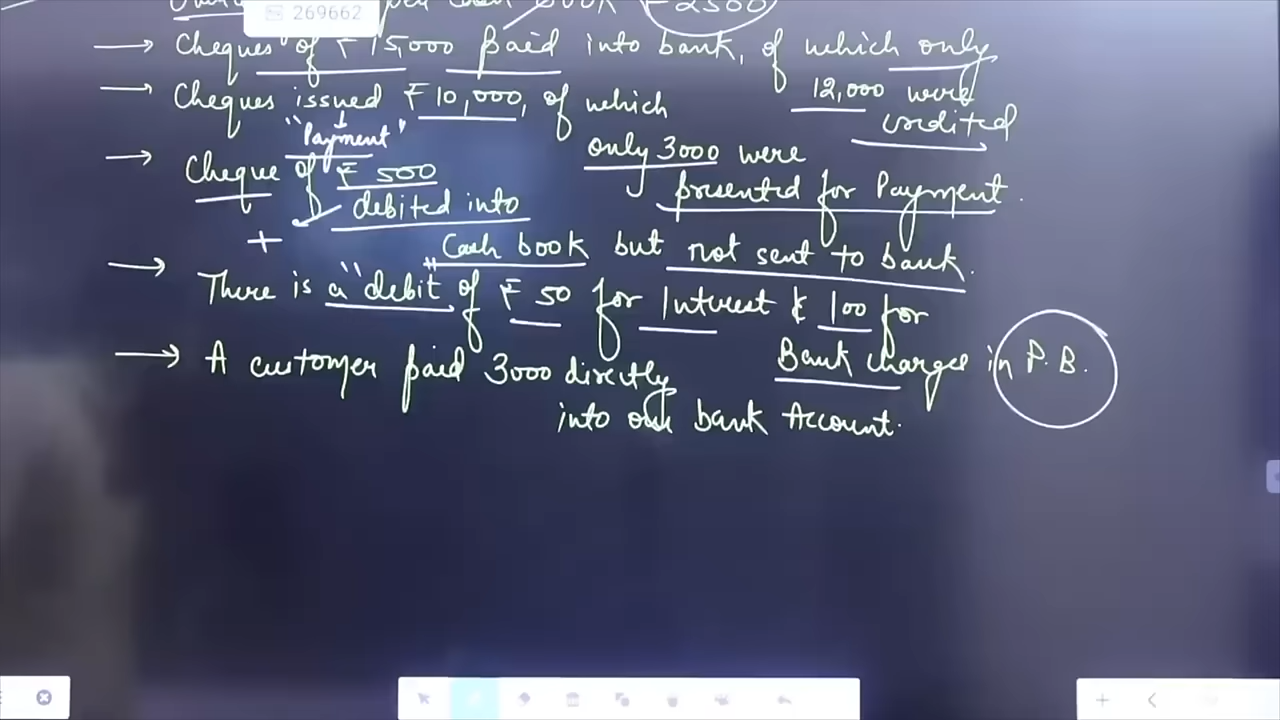 269662
book ₹ 2500
→ Cheques of ₹ 15,000 paid into bank, of which only
12,000 were
credited
→ Cheques issued ₹ 10,000, of which
"Payment"
only 3000 were
presented for Payment.
→ Cheque of ₹ 500
debited into
+
"Cash book but not sent to bank.
→ There is "a debit" of ₹ 50 for Interest & 100 for
Bank charges in P.B.
→ A customer paid 3000 directly
into our bank Account.